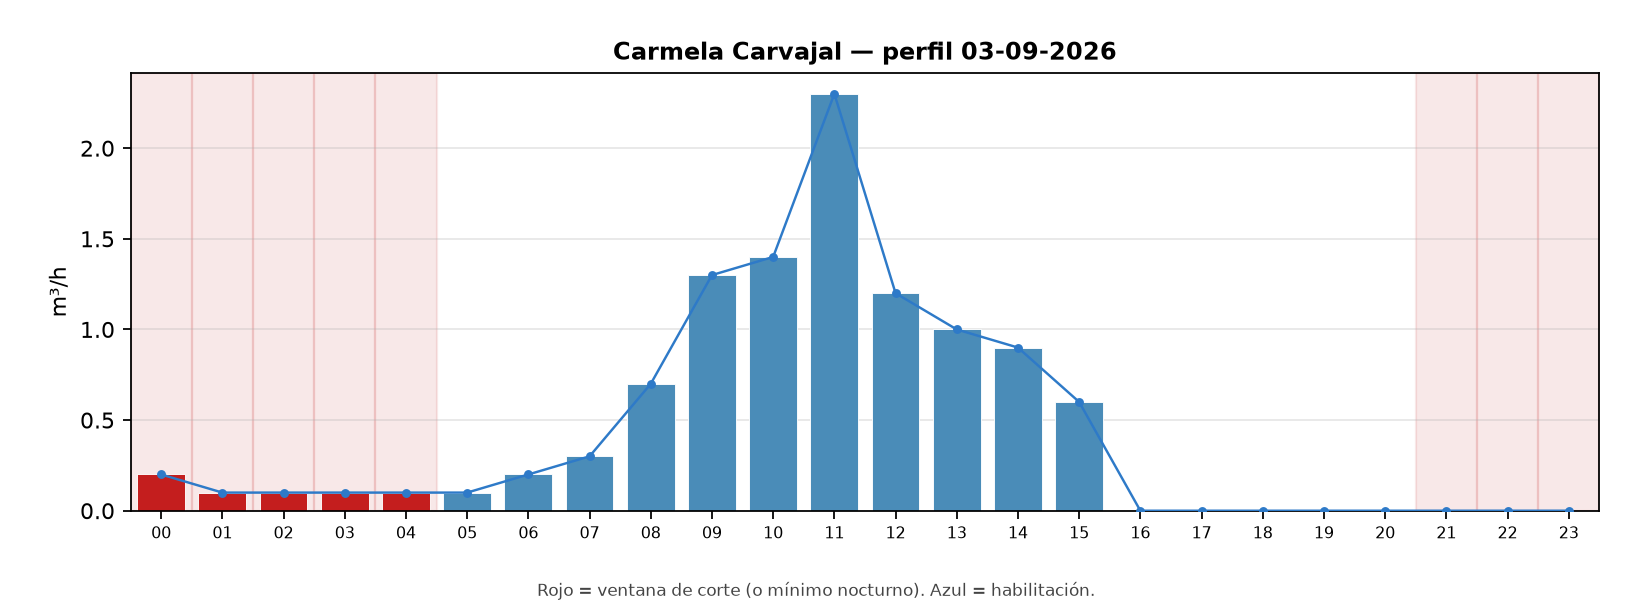 Carmela Carvajal — perfil 03-09-2026
m³/h
2.0
1.5
1.0
0.5
0.0
00 01 02 03 04 05 06 07 08 09 10 11 12 13 14 15 16 17 18 19 20 21 22 23
Rojo = ventana de corte (o mínimo nocturno). Azul = habilitación.